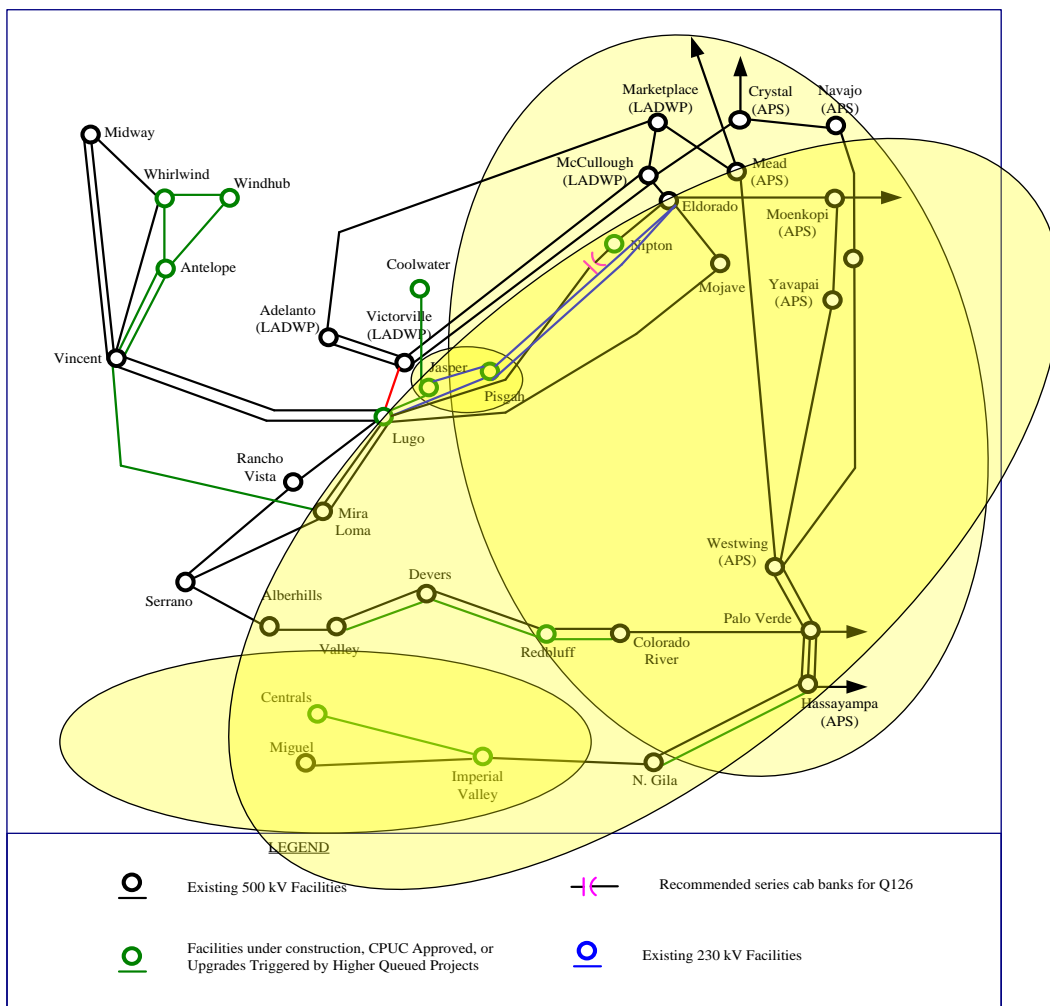 Marketplace
(LADWP)
Crystal
(APS)
Navajo
(APS)
Midway
McCullough
(LADWP)
Mead
(APS)
Whirlwind
Windhub
Eldorado
Moenkopi
(APS)
Nipton
Antelope
Coolwater
Mojave
Yavapai
(APS)
Adelanto
(LADWP)
Victorville
(LADWP)
Vincent
Jasper
Pisgah
Lugo
Rancho
Vista
Mira
Loma
Westwing
(APS)
Serrano
Alberhills
Devers
Valley
Redbluff
Colorado
River
Palo Verde
Centrals
Hassayampa
(APS)
Miguel
Imperial
Valley
N. Gila
LEGEND
Existing 500 kV Facilities
Recommended series cab banks for Q126
Facilities under construction, CPUC Approved, or
Upgrades Triggered by Higher Queued Projects
Existing 230 kV Facilities